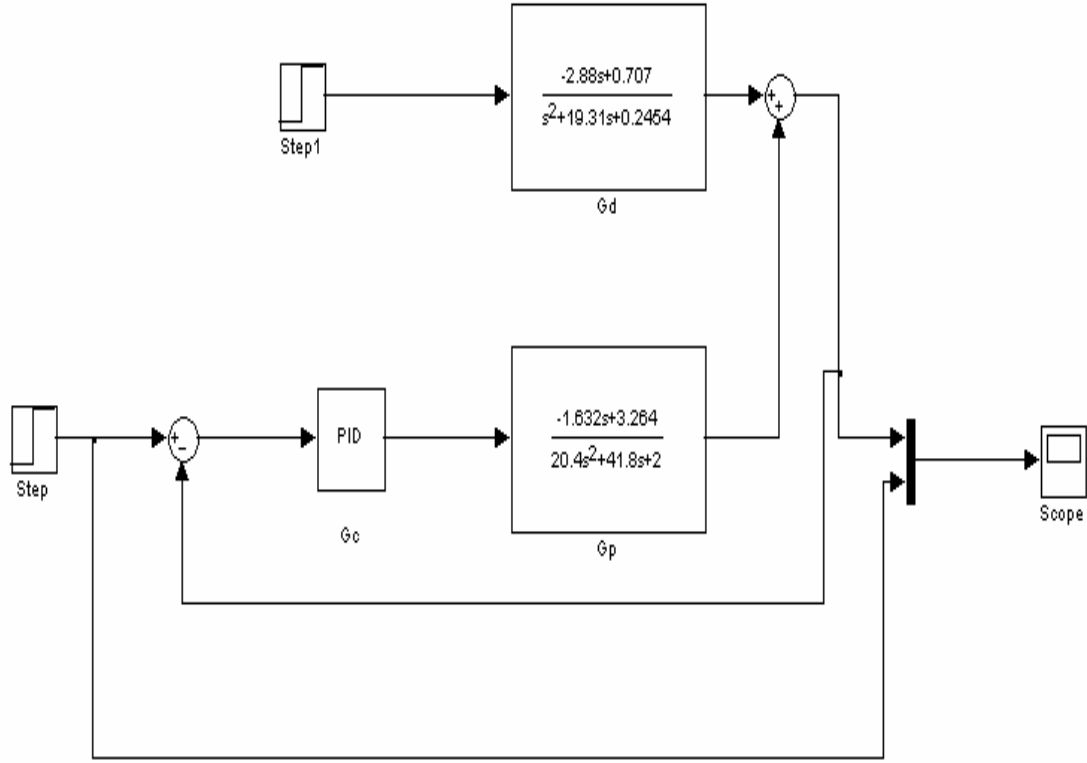 -2.88s+0.707
s²+19.31s+0.2454
+
+
Step1
Gd
-1.632s+3.264
PID
+
−
20.4s²+41.8s+2
Step
Scope
Gc
Gp